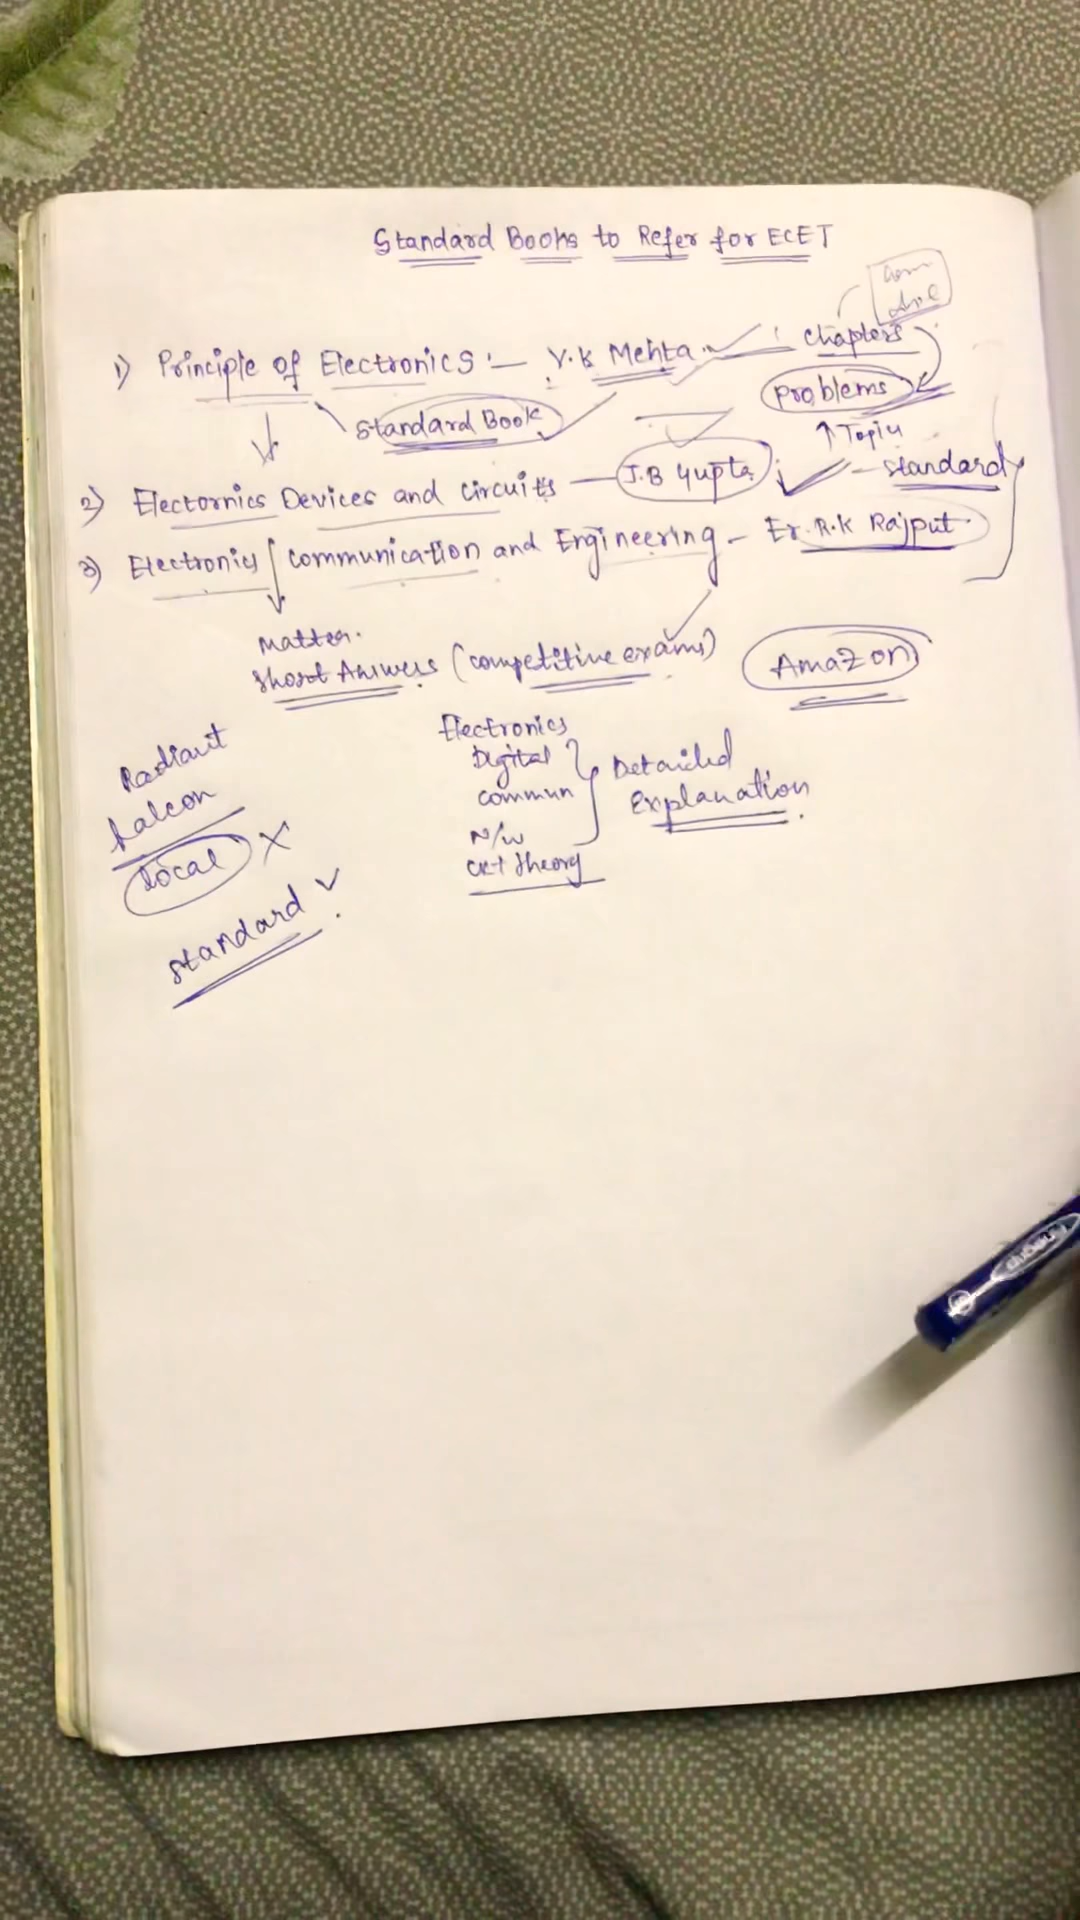 Standard Books to Refer for ECET
1) Principle of Electronics :- V.K Mehta. chapters
Problems
Standard Book
↑ Topic
2) Electornics Devices and circuits - J.B Gupta - standard
3) Electronics communication and Engineering - Er. R.K Rajput.
Matter.
short Answers (competitive exams)
Amazon
Electronics
Digital
commun
N/W
CKT theory
Detailed
Explanation
Radiant
falcon
local X
standard ✓